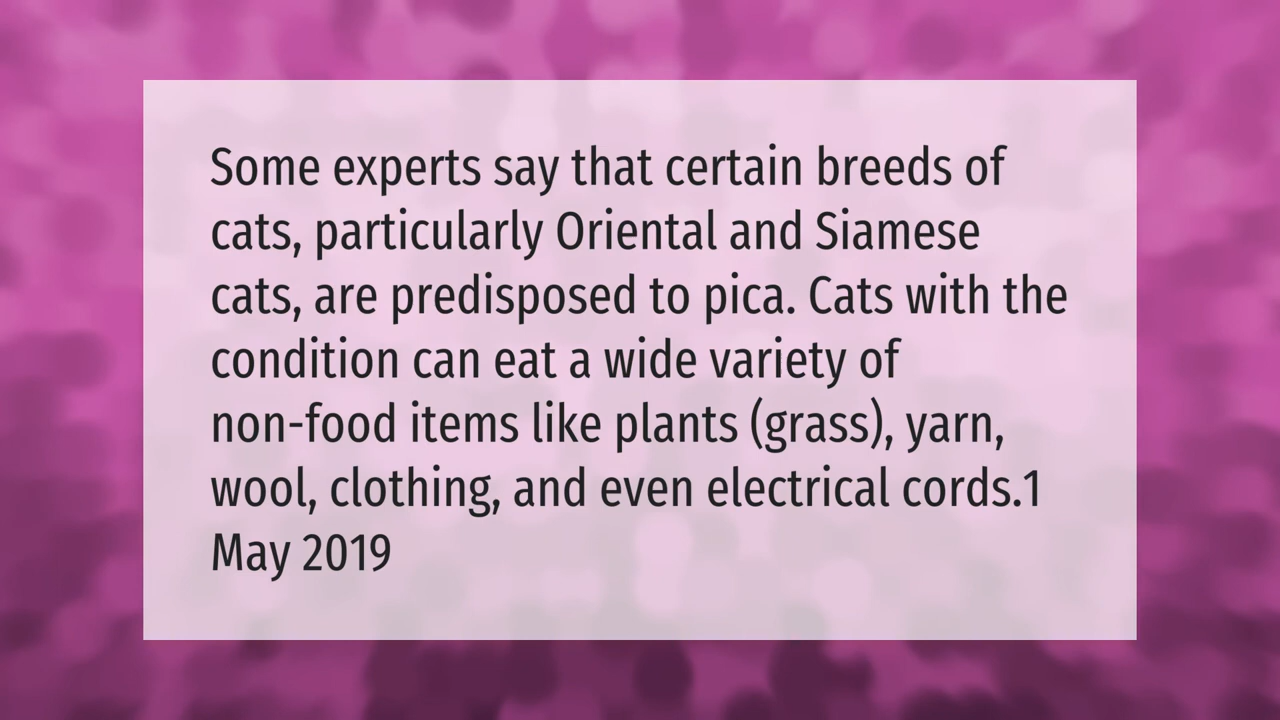 Some experts say that certain breeds of
cats, particularly Oriental and Siamese
cats, are predisposed to pica. Cats with the
condition can eat a wide variety of
non-food items like plants (grass), yarn,
wool, clothing, and even electrical cords.1
May 2019